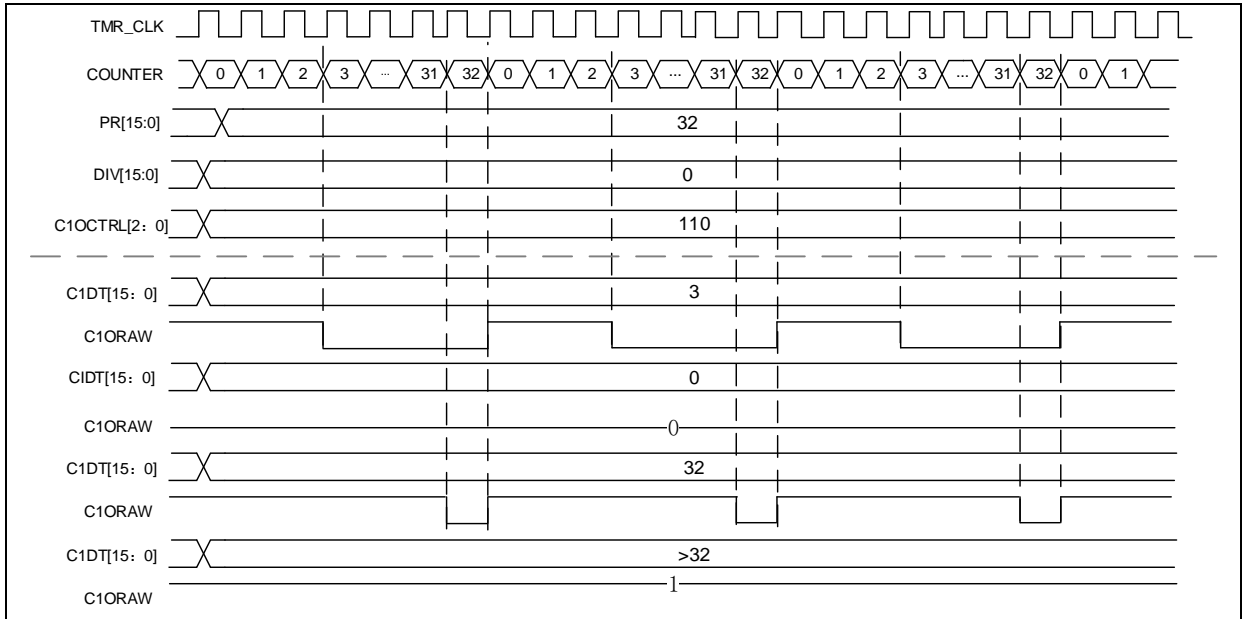 TMR_CLK
COUNTER 0 1 2 3 ... 31 32 0 1 2 3 ... 31 32 0 1 2 3 ... 31 32 0 1
PR[15:0] 32
DIV[15:0] 0
C1OCTRL[2：0] 110
C1DT[15：0] 3
C1ORAW
CIDT[15：0] 0
C1ORAW 0
C1DT[15：0] 32
C1ORAW
C1DT[15：0] >32
C1ORAW 1